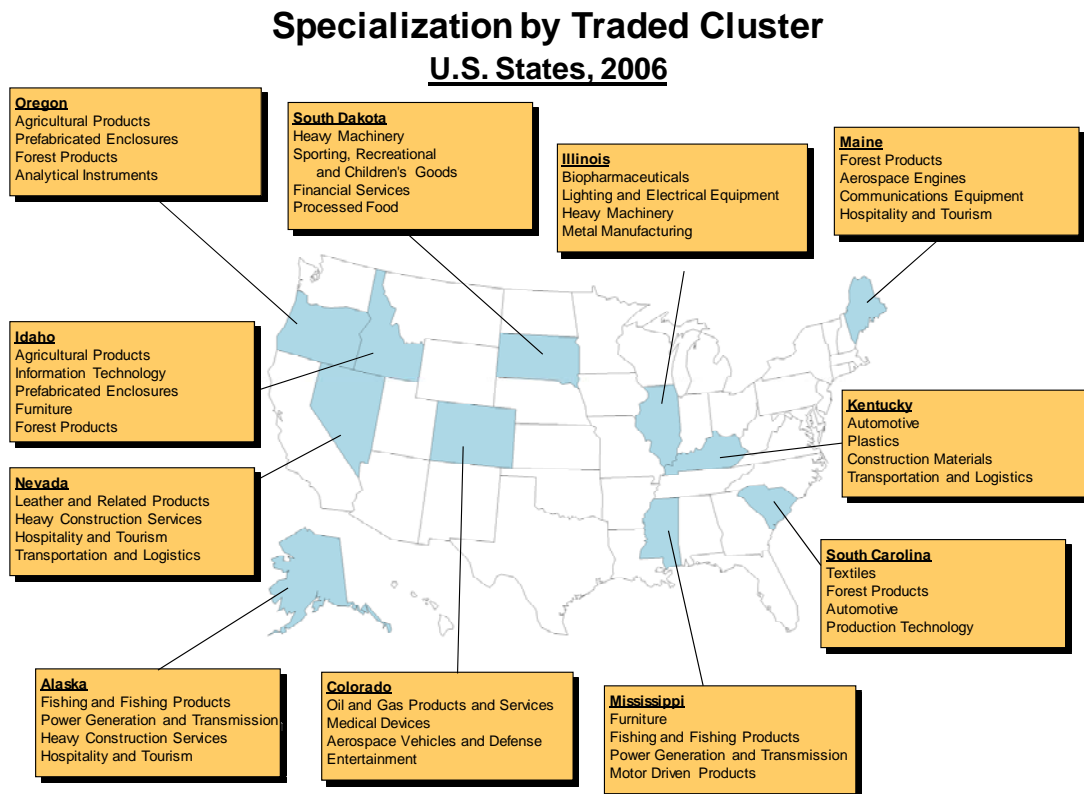 Specialization by Traded Cluster
U.S. States, 2006
Oregon
Agricultural Products
Prefabricated Enclosures
Forest Products
Analytical Instruments
South Dakota
Heavy Machinery
Sporting, Recreational
and Children's Goods
Financial Services
Processed Food
Illinois
Biopharmaceuticals
Lighting and Electrical Equipment
Heavy Machinery
Metal Manufacturing
Maine
Forest Products
Aerospace Engines
Communications Equipment
Hospitality and Tourism
Idaho
Agricultural Products
Information Technology
Prefabricated Enclosures
Furniture
Forest Products
Kentucky
Automotive
Plastics
Construction Materials
Transportation and Logistics
Nevada
Leather and Related Products
Heavy Construction Services
Hospitality and Tourism
Transportation and Logistics
South Carolina
Textiles
Forest Products
Automotive
Production Technology
Alaska
Fishing and Fishing Products
Power Generation and Transmission
Heavy Construction Services
Hospitality and Tourism
Colorado
Oil and Gas Products and Services
Medical Devices
Aerospace Vehicles and Defense
Entertainment
Mississippi
Furniture
Fishing and Fishing Products
Power Generation and Transmission
Motor Driven Products